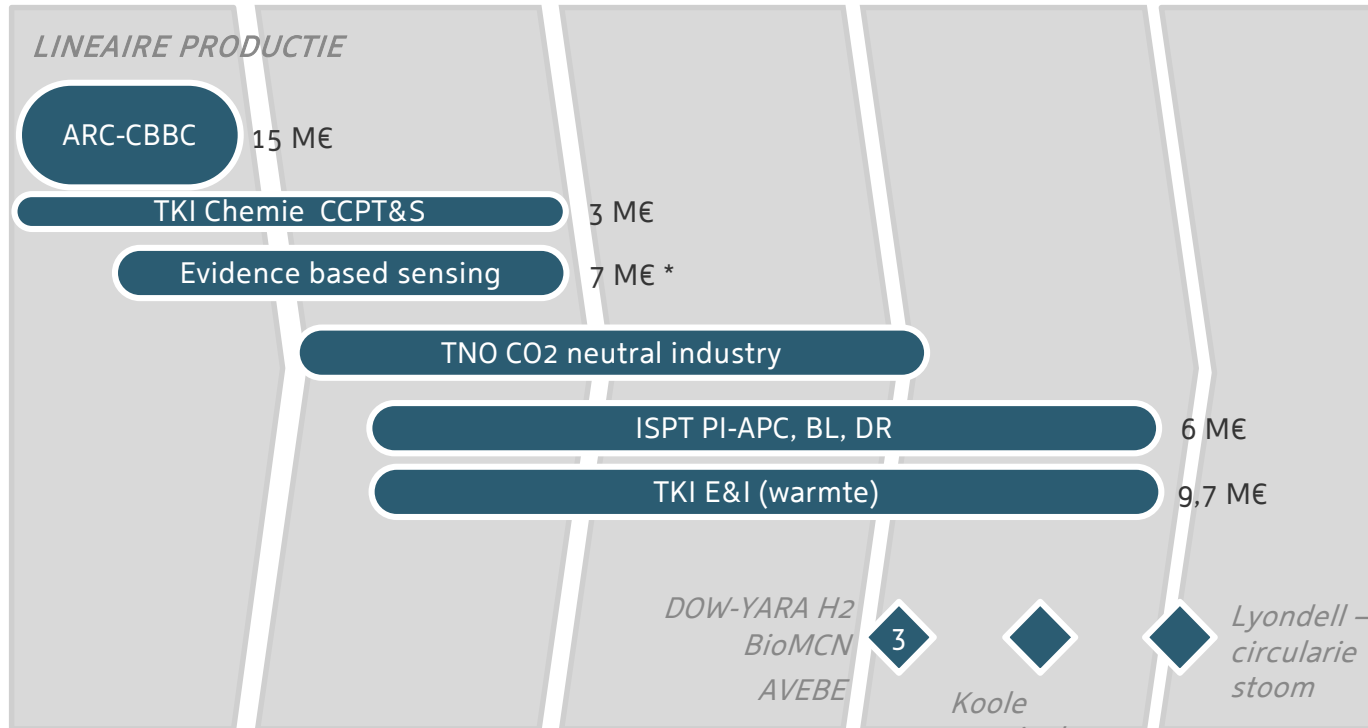 LINEAIRE PRODUCTIE
ARC-CBBC
15 M€
TKI Chemie CCPT&S
3 M€
Evidence based sensing
7 M€ *
TNO CO2 neutral industry
ISPT PI-APC, BL, DR
6 M€
TKI E&I (warmte)
9,7 M€
DOW-YARA H2
BioMCN
AVEBE
3
Koole
Lyondell –
circularie
stoom